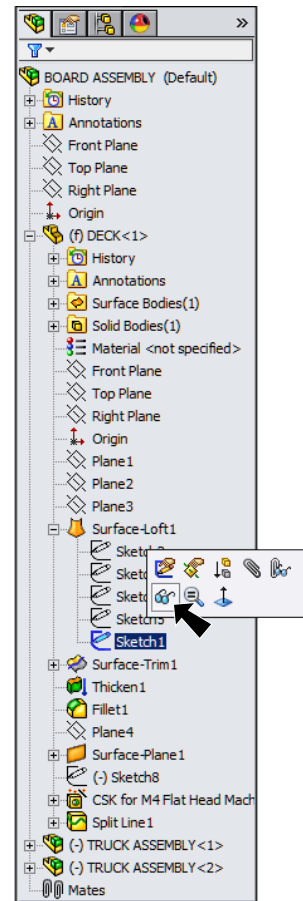 »
BOARD ASSEMBLY (Default)
History
A Annotations
Front Plane
Top Plane
Right Plane
Origin
(f) DECK<1>
History
A Annotations
Surface Bodies(1)
Solid Bodies(1)
Material <not specified>
Front Plane
Top Plane
Right Plane
Origin
Plane1
Plane2
Plane3
Surface-Loft1
Sketch1
Surface-Trim1
Thicken1
Fillet1
Plane4
Surface-Plane1
(-) Sketch8
CSK for M4 Flat Head Mach
Split Line1
(-) TRUCK ASSEMBLY<1>
(-) TRUCK ASSEMBLY<2>
Mates